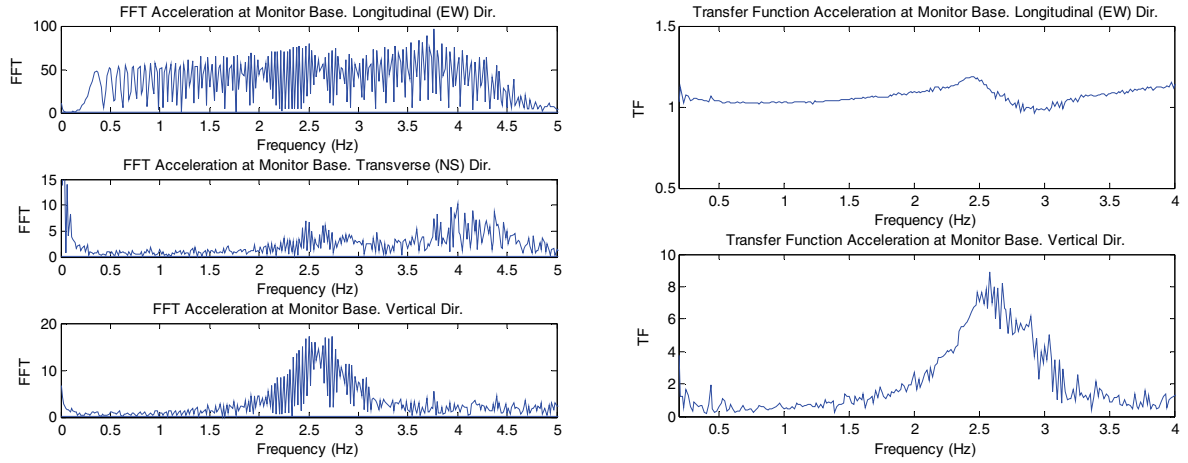 FFT Acceleration at Monitor Base. Longitudinal (EW) Dir.
100
50
0
FFT
0 0.5 1 1.5 2 2.5 3 3.5 4 4.5 5
Frequency (Hz)
FFT Acceleration at Monitor Base. Transverse (NS) Dir.
15
10
5
0
FFT
0 0.5 1 1.5 2 2.5 3 3.5 4 4.5 5
Frequency (Hz)
FFT Acceleration at Monitor Base. Vertical Dir.
20
10
0
FFT
0 0.5 1 1.5 2 2.5 3 3.5 4 4.5 5
Frequency (Hz)
Transfer Function Acceleration at Monitor Base. Longitudinal (EW) Dir.
1.5
1
0.5
TF
0.5 1 1.5 2 2.5 3 3.5 4
Frequency (Hz)
Transfer Function Acceleration at Monitor Base. Vertical Dir.
10
8
6
4
2
0
TF
0.5 1 1.5 2 2.5 3 3.5 4
Frequency (Hz)